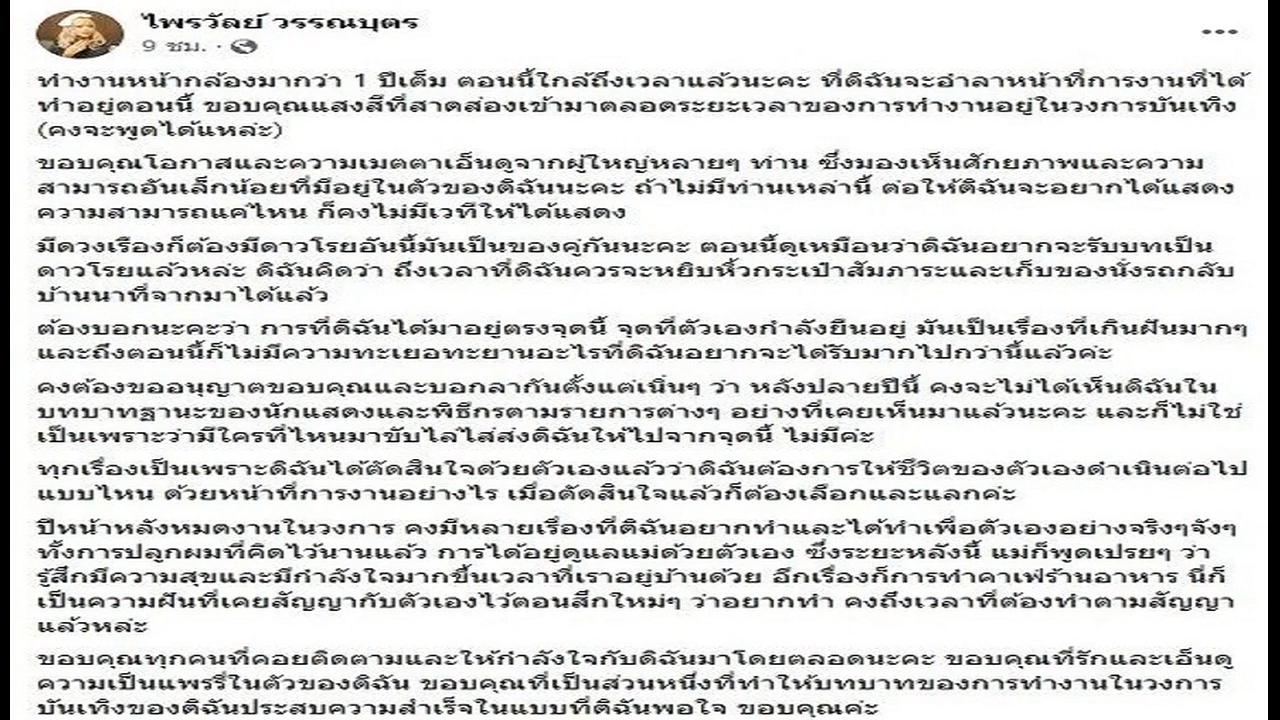 ไพรวัลย์ วรรณบุตร
9 ชม. ·
ทำงานหน้ากล้องมากว่า 1 ปีเต็ม ตอนนี้ใกล้ถึงเวลาแล้วนะคะ ที่ดิฉันจะอำลาหน้าที่การงานที่ได้
ทำอยู่ตอนนี้ ขอบคุณแสงสีที่สาดส่องเข้ามาตลอดระยะเวลาของการทำงานอยู่ในวงการบันเทิง
(คงจะพูดได้แหล่ะ)
ขอบคุณโอกาสและความเมตตาเอ็นดูจากผู้ใหญ่หลายๆ ท่าน ซึ่งมองเห็นศักยภาพและความ
สามารถอันเล็กน้อยที่มีอยู่ในตัวของดิฉันนะคะ ถ้าไม่มีท่านเหล่านี้ ต่อให้ดิฉันจะอยากได้แสดง
ความสามารถแค่ไหน ก็คงไม่มีเวทีให้ได้แสดง
มีดวงเรืองก็ต้องมีดาวโรยอันนี้มันเป็นของคู่กันนะคะ ตอนนี้ดูเหมือนว่าดิฉันอยากจะรับบทเป็น
ดาวโรยแล้วหล่ะ ดิฉันคิดว่า ถึงเวลาที่ดิฉันควรจะหยิบหิ้วกระเป๋าสัมภาระและเก็บของนั่งรถกลับ
บ้านนาที่จากมาได้แล้ว
ต้องบอกนะคะว่า การที่ดิฉันได้มาอยู่ตรงจุดนี้ จุดที่ตัวเองกำลังยืนอยู่ มันเป็นเรื่องที่เกินฝันมากๆ
และถึงตอนนี้ก็ไม่มีความทะเยอทะยานอะไรที่ดิฉันอยากจะได้รับมากไปกว่านี้แล้วค่ะ
คงต้องขออนุญาตขอบคุณและบอกลากันตั้งแต่เนิ่นๆ ว่า หลังปลายปีนี้ คงจะไม่ได้เห็นดิฉันใน
บทบาทฐานะของนักแสดงและพิธีกรตามรายการต่างๆ อย่างที่เคยเห็นมาแล้วนะคะ และก็ไม่ใช่
เป็นเพราะว่ามีใครที่ไหนมาขับไล่ไสส่งดิฉันให้ไปจากจุดนี้ ไม่มีค่ะ
ทุกเรื่องเป็นเพราะดิฉันได้ตัดสินใจด้วยตัวเองแล้วว่าดิฉันต้องการให้ชีวิตของตัวเองดำเนินต่อไป
แบบไหน ด้วยหน้าที่การงานอย่างไร เมื่อตัดสินใจแล้วก็ต้องเลือกและแลกค่ะ
ปีหน้าหลังหมดงานในวงการ คงมีหลายเรื่องที่ดิฉันอยากทำและได้ทำเพื่อตัวเองอย่างจริงๆจังๆ
ทั้งการปลูกผมที่คิดไว้นานแล้ว การได้อยู่ดูแลแม่ด้วยตัวเอง ซึ่งระยะหลังนี้ แม่ก็พูดเปรยๆ ว่า
รู้สึกมีความสุขและมีกำลังใจมากขึ้นเวลาที่เราอยู่บ้านด้วย อีกเรื่องก็การทำคาเฟ่ร้านอาหาร นี่ก็
เป็นความฝันที่เคยสัญญากับตัวเองไว้ตอนสึกใหม่ๆ ว่าอยากทำ คงถึงเวลาที่ต้องทำตามสัญญา
แล้วหล่ะ
ขอบคุณทุกคนที่คอยติดตามและให้กำลังใจกับดิฉันมาโดยตลอดนะคะ ขอบคุณที่รักและเอ็นดู
ความเป็นแพรรี่ในตัวของดิฉัน ขอบคุณที่เป็นส่วนหนึ่งที่ทำให้บทบาทของการทำงานในวงการ
บันเทิงของดิฉันประสบความสำเร็จในแบบที่ดิฉันพอใจ ขอบคุณค่ะ